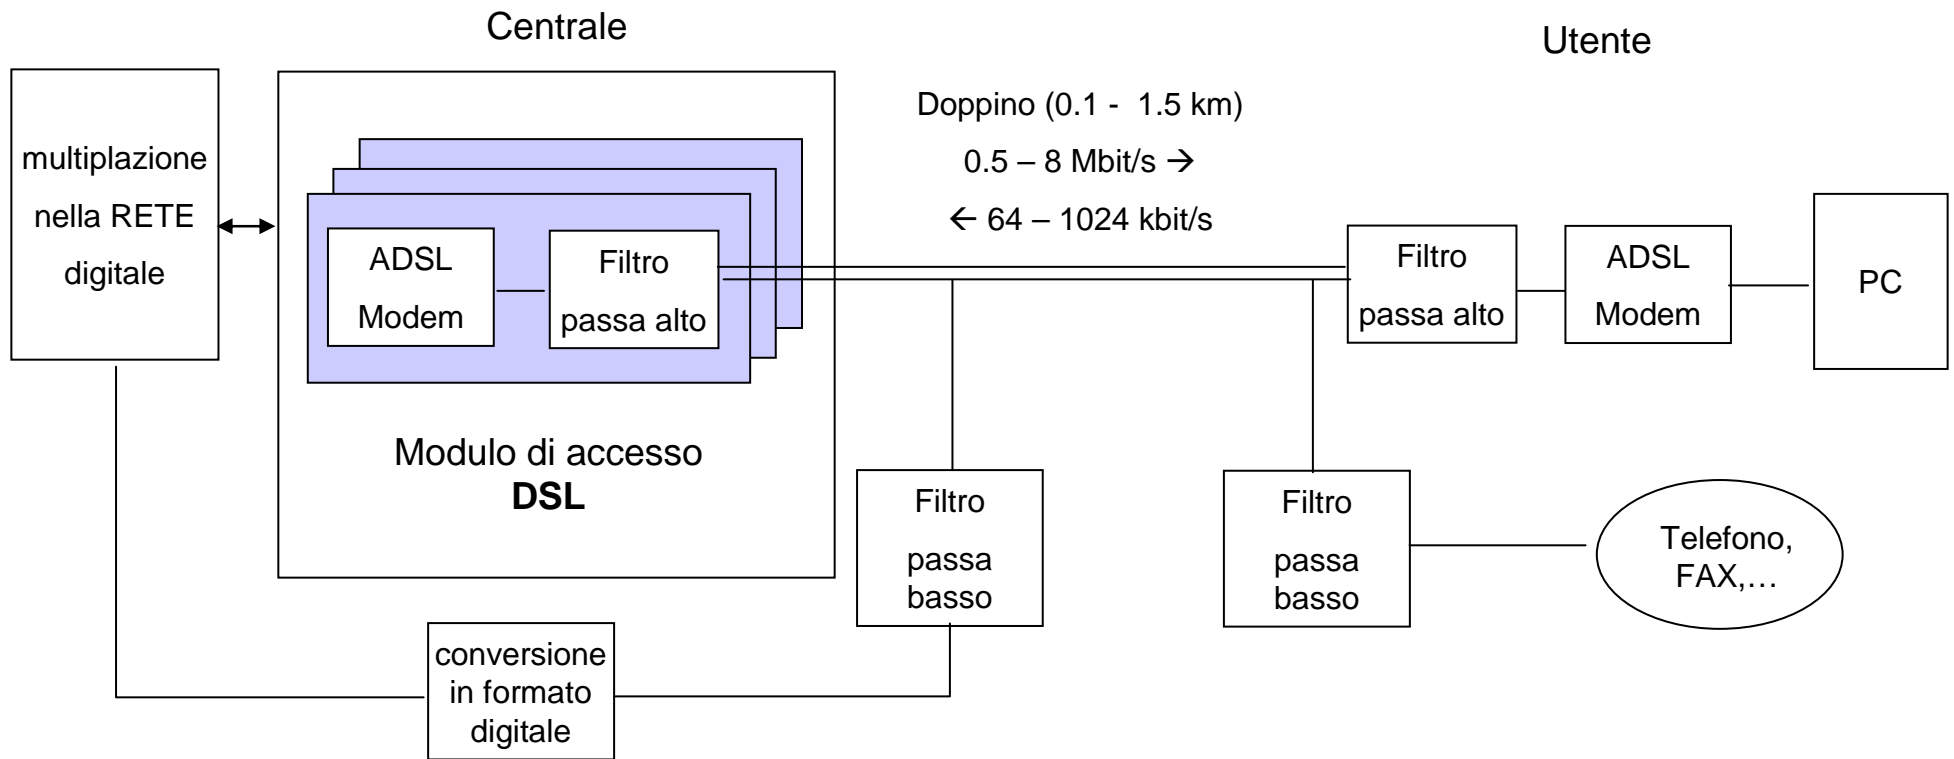 Centrale
Utente
multiplazione
nella RETE
digitale
ADSL
Modem
Filtro
passa alto
Modulo di accesso
DSL
Doppino (0.1 - 1.5 km)
0.5 – 8 Mbit/s →
← 64 – 1024 kbit/s
Filtro
passa alto
ADSL
Modem
PC
Filtro
passa
basso
Filtro
passa
basso
Telefono,
FAX,…
conversione
in formato
digitale